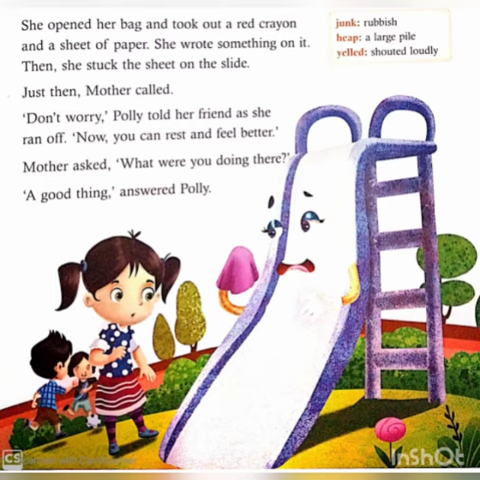 She opened her bag and took out a red crayon
and a sheet of paper. She wrote something on it.
Then, she stuck the sheet on the slide.
Just then, Mother called.
‘Don't worry,’ Polly told her friend as she
ran off. ‘Now, you can rest and feel better.’
Mother asked, ‘What were you doing there?’
‘A good thing,’ answered Polly.
junk: rubbish
heap: a large pile
yelled: shouted loudly
CS
InShOt